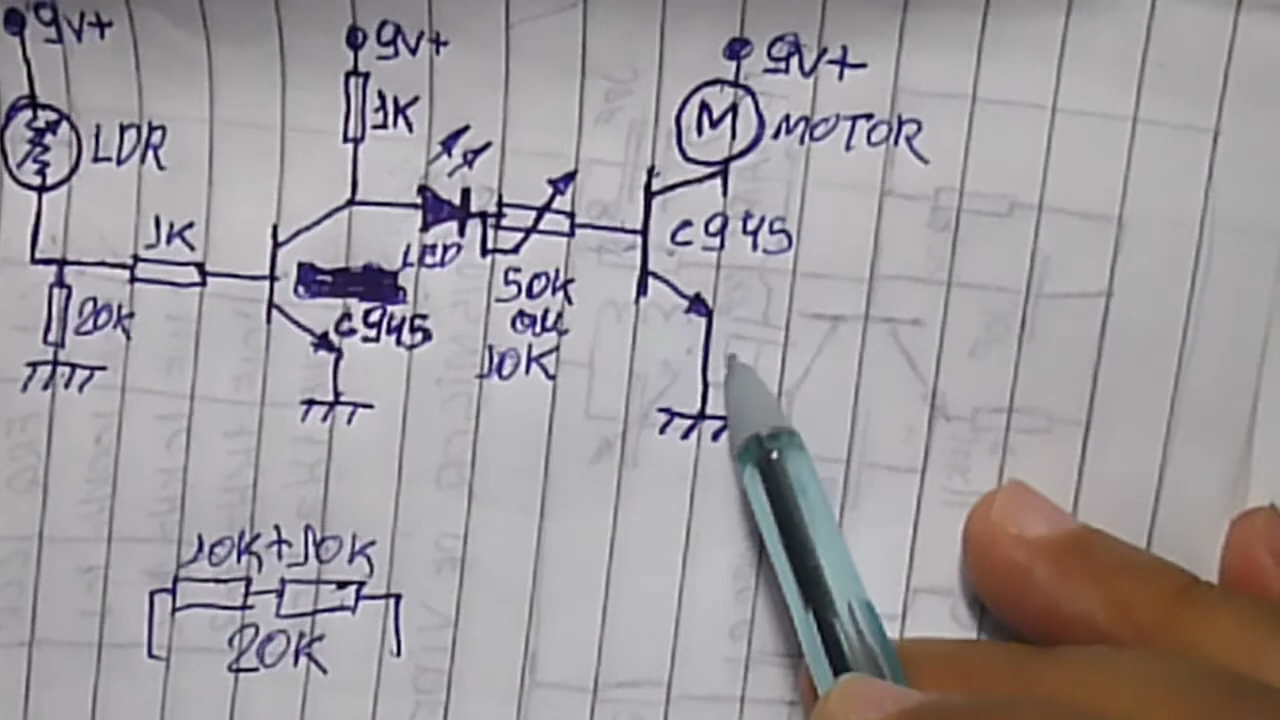 9V+
9V+
9V+
1K
LDR
M
MOTOR
1K
LED
C945
20K
C945
50K
ou
10K
10K+10K
20K